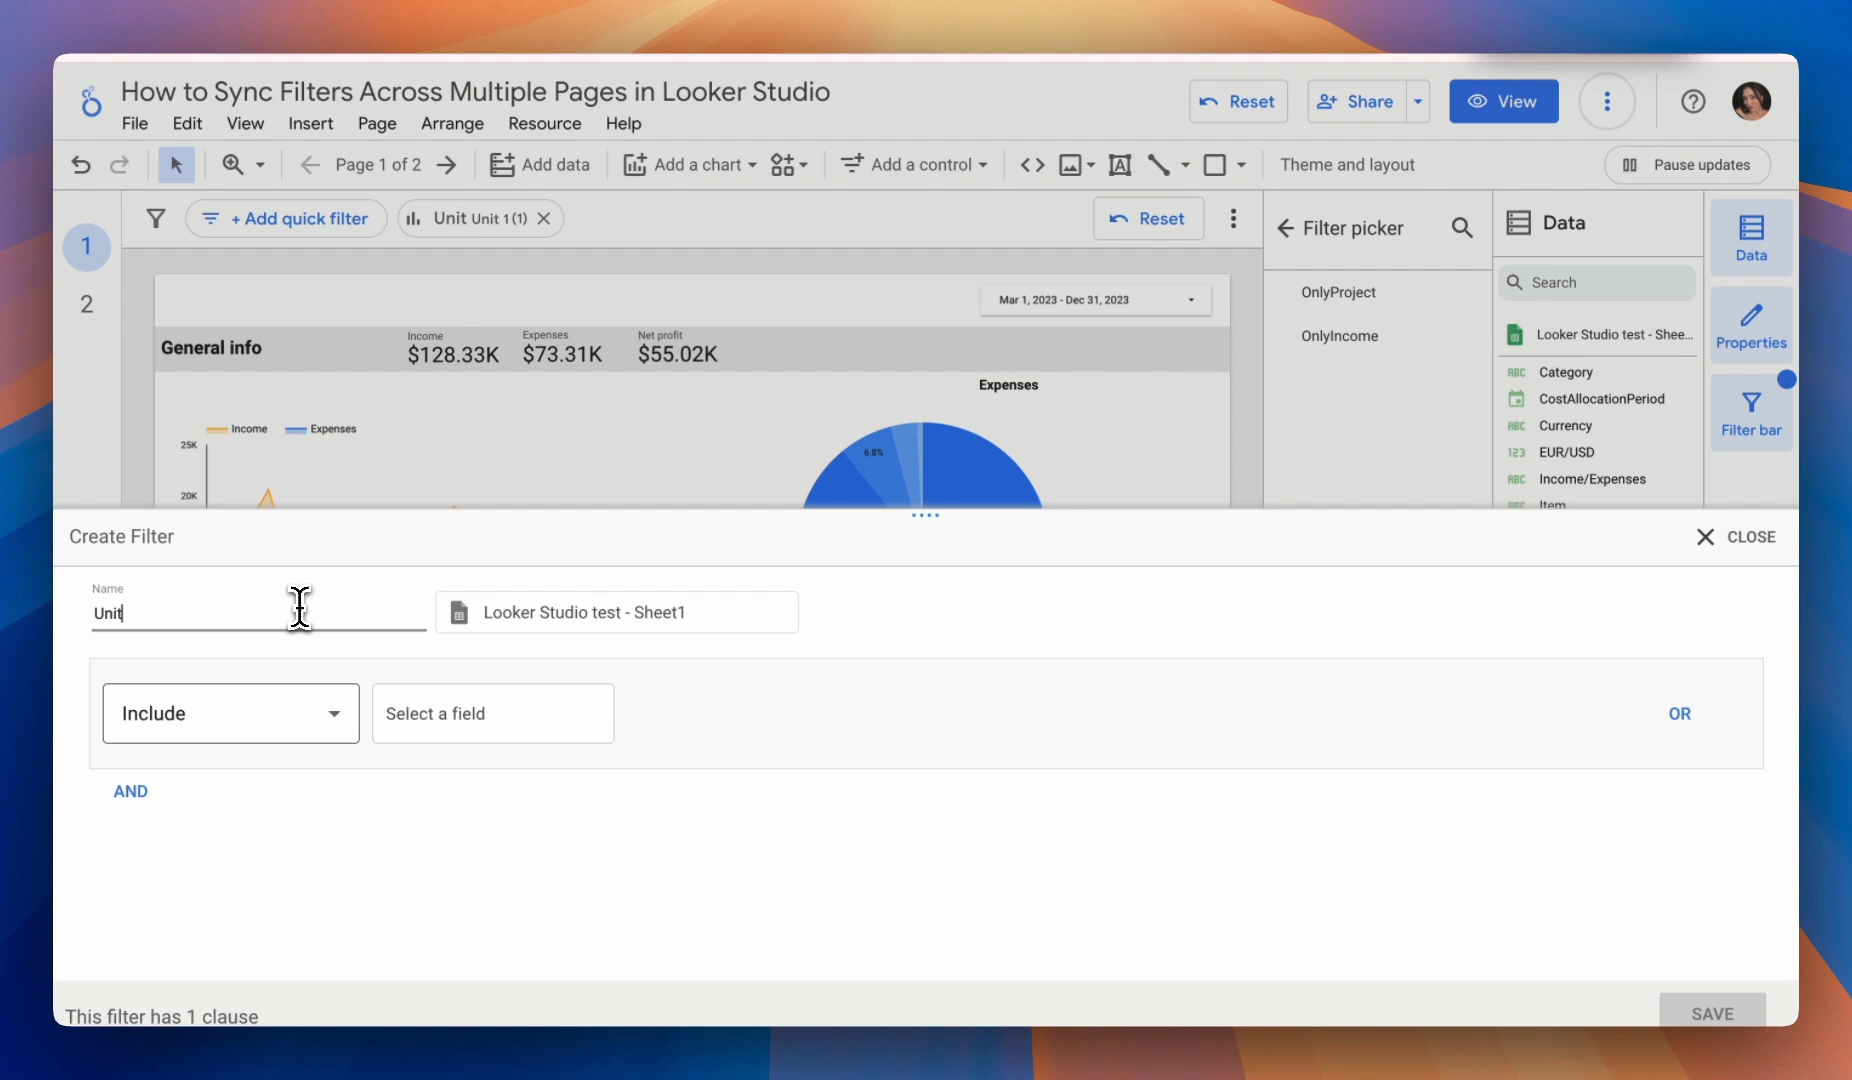 How to Sync Filters Across Multiple Pages in Looker Studio
File Edit View Insert Page Arrange Resource Help
Reset
Share
View
Page 1 of 2
Add data
Add a chart
Add a control
Theme and layout
Pause updates
1
2
+ Add quick filter
Unit Unit 1 (1)
Reset
Mar 1, 2023 - Dec 31, 2023
General info
Income
$128.33K
Expenses
$73.31K
Net profit
$55.02K
Expenses
Income
Expenses
25K
20K
6.8%
Filter picker
OnlyProject
OnlyIncome
Data
Search
Looker Studio test - Shee...
ABC Category
CostAllocationPeriod
ABC Currency
123 EUR/USD
ABC Income/Expenses
ABC Item
Data
Properties
Filter bar
Create Filter
CLOSE
Name
Unit
Looker Studio test - Sheet1
Include
Select a field
OR
AND
This filter has 1 clause
SAVE